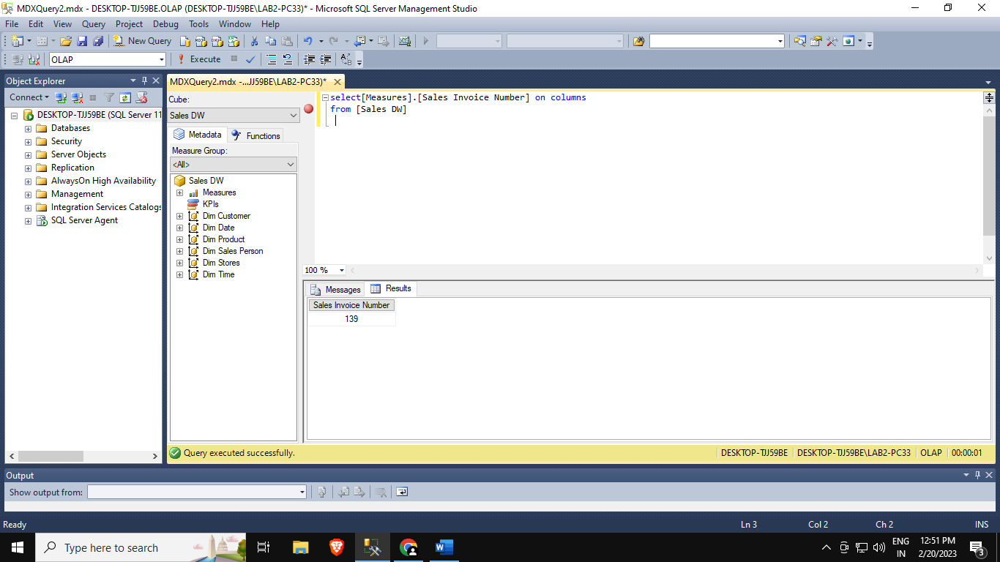 MDXQuery2.mdx - DESKTOP-TJJ59BE.OLAP (DESKTOP-TJJ59BE\LAB2-PC33)* - Microsoft SQL Server Management Studio
File Edit View Query Project Debug Tools Window Help
New Query
OLAP
Execute
Object Explorer
Connect
DESKTOP-TJJ59BE (SQL Server 11
Databases
Security
Server Objects
Replication
AlwaysOn High Availability
Management
Integration Services Catalogs
SQL Server Agent
MDXQuery2.mdx -...JJ59BE\LAB2-PC33)*
Cube:
Sales DW
Metadata Functions
Measure Group:
<All>
Sales DW
Measures
KPIs
Dim Customer
Dim Date
Dim Product
Dim Sales Person
Dim Stores
Dim Time
select[Measures].[Sales Invoice Number] on columns
from [Sales DW]
100 %
Messages Results
Sales Invoice Number
139
Query executed successfully. DESKTOP-TJJ59BE DESKTOP-TJJ59BE\LAB2-PC33 OLAP 00:00:01
Output
Show output from:
Ready Ln 3 Col 2 Ch 2 INS
Type here to search
ENG
IN
12:51 PM
2/20/2023
3